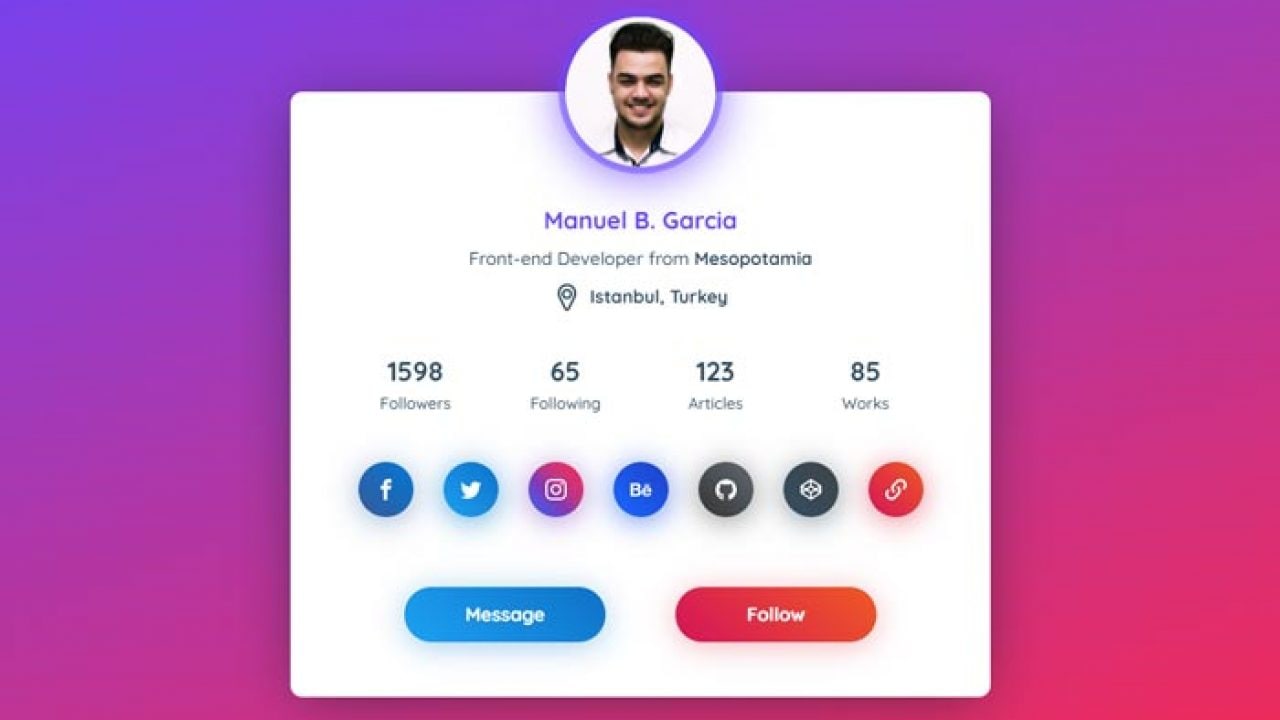 Manuel B. Garcia
Front-end Developer from Mesopotamia
Istanbul, Turkey
1598 65 123 85
Followers Following Articles Works
Bē
Message Follow